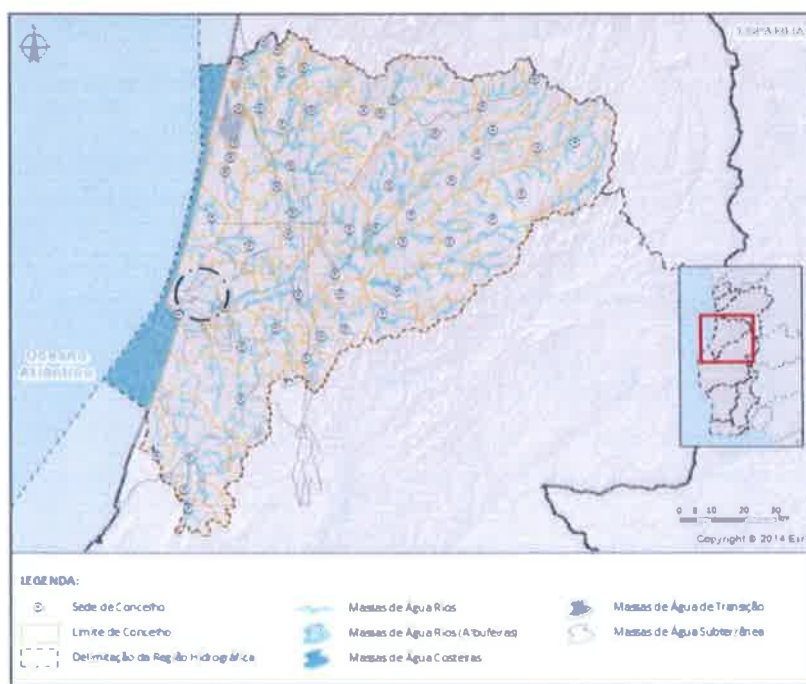 ESPANHA
Oceano
Atlântico
0 5 10 20 30
km
Copyright © 2014 Esri
LEGENDA:
Sede de Concelho
Limite de Concelho
Delimitação da Região Hidrográfica
Massas de Água Rios
Massas de Água Rios (Albufeiras)
Massas de Água Costeiras
Massas de Água de Transição
Massas de Água Subterrânea